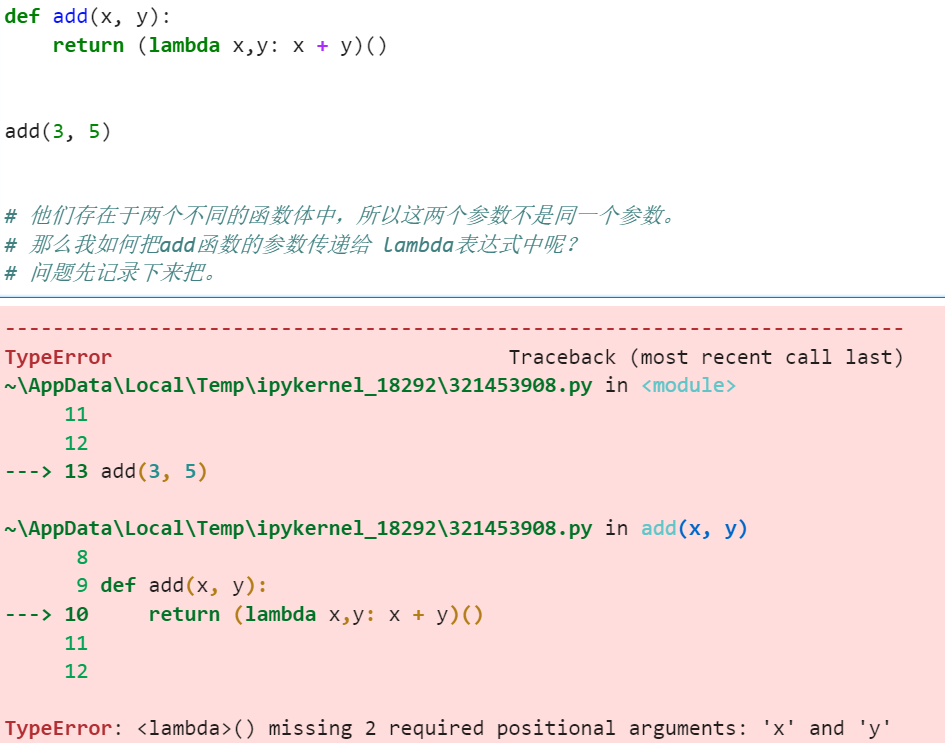 def add(x, y):
    return (lambda x,y: x + y)()
add(3, 5)
# 他们存在于两个不同的函数体中，所以这两个参数不是同一个参数。
# 那么我如何把add函数的参数传递给 lambda表达式中呢？
# 问题先记录下来把。
---------------------------------------------------------------------------
TypeError                                 Traceback (most recent call last)
~\AppData\Local\Temp\ipykernel_18292\321453908.py in <module>
     11
     12
---> 13 add(3, 5)
~\AppData\Local\Temp\ipykernel_18292\321453908.py in add(x, y)
      8
      9 def add(x, y):
---> 10     return (lambda x,y: x + y)()
     11
     12
TypeError: <lambda>() missing 2 required positional arguments: 'x' and 'y'